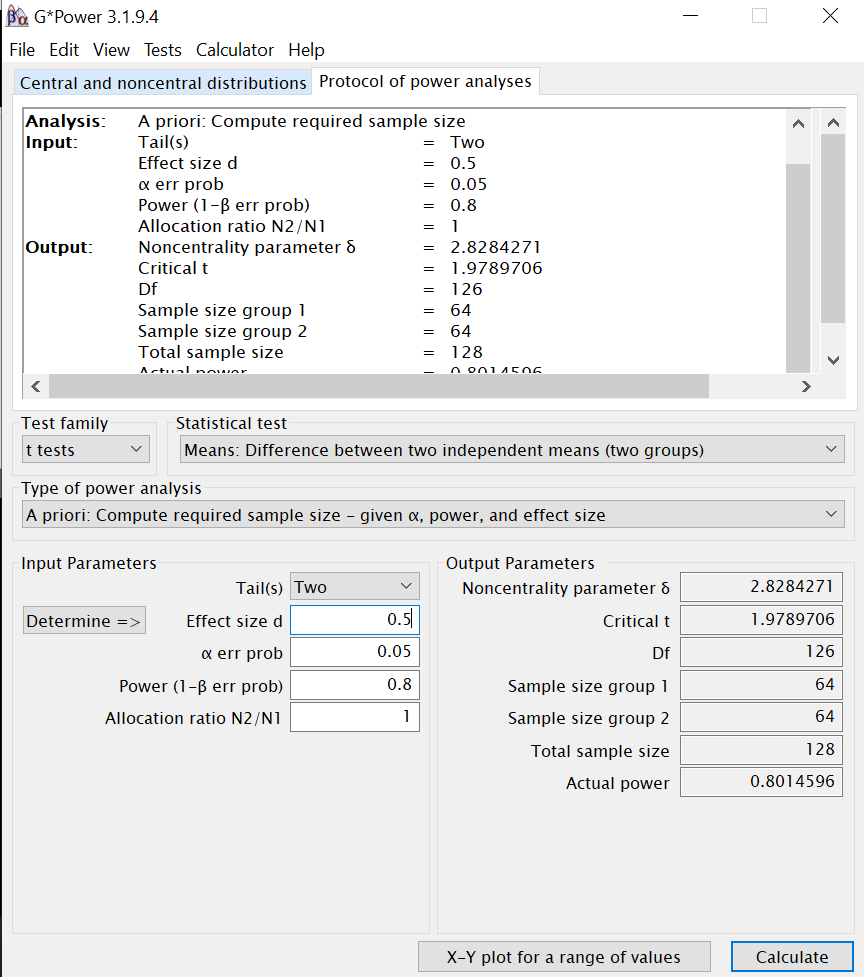 G*Power 3.1.9.4
File Edit View Tests Calculator Help
Central and noncentral distributions Protocol of power analyses
Analysis: A priori: Compute required sample size
Input: Tail(s) = Two
Effect size d = 0.5
α err prob = 0.05
Power (1-β err prob) = 0.8
Allocation ratio N2/N1 = 1
Output: Noncentrality parameter δ = 2.8284271
Critical t = 1.9789706
Df = 126
Sample size group 1 = 64
Sample size group 2 = 64
Total sample size = 128
Actual power = 0.8014596
Test family Statistical test
t tests Means: Difference between two independent means (two groups)
Type of power analysis
A priori: Compute required sample size - given α, power, and effect size
Input Parameters
Tail(s) Two
Determine => Effect size d 0.5
α err prob 0.05
Power (1-β err prob) 0.8
Allocation ratio N2/N1 1
Output Parameters
Noncentrality parameter δ 2.8284271
Critical t 1.9789706
Df 126
Sample size group 1 64
Sample size group 2 64
Total sample size 128
Actual power 0.8014596
X-Y plot for a range of values Calculate